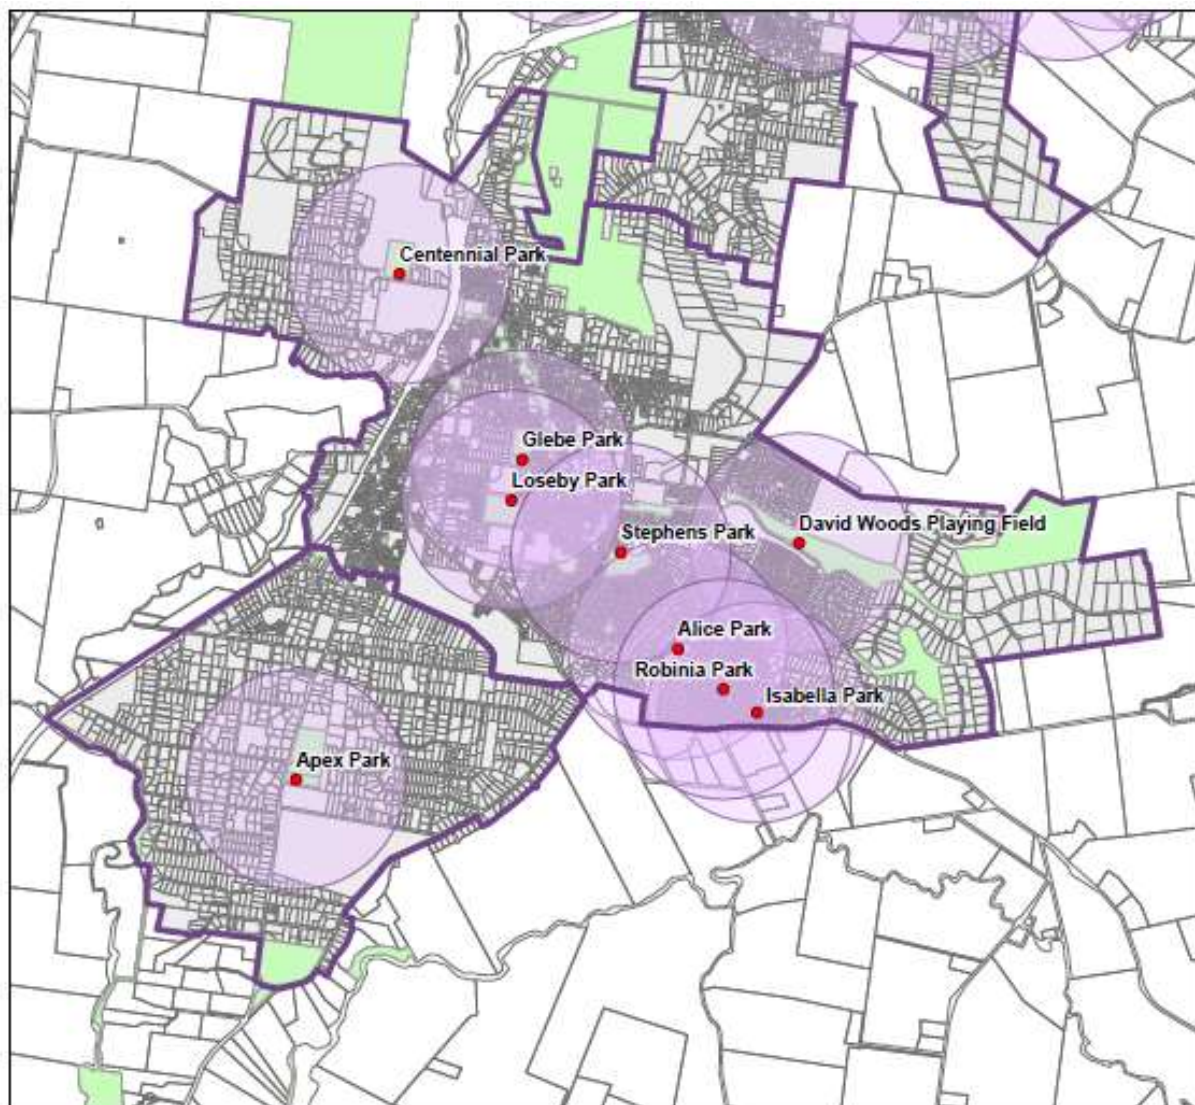 Centennial Park
Glebe Park
Loseby Park
Stephens Park
David Woods Playing Field
Alice Park
Robinia Park
Isabella Park
Apex Park